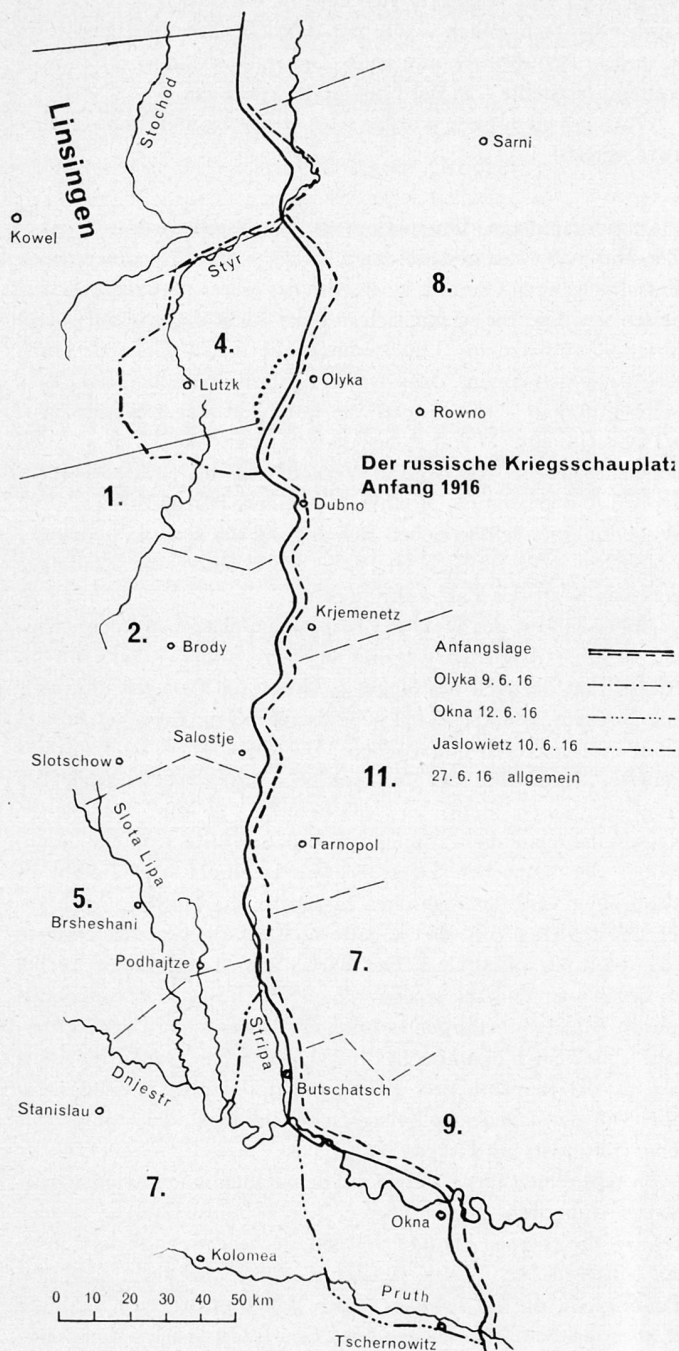 Linsingen
Stochod
Sarni
Kowel
Styr
8.
4.
Lutzk
Olyka
Rowno
Der russische Kriegsschauplatz
Anfang 1916
1.
Dubno
Krjemenetz
2.
Brody
Anfangslage
Olyka 9. 6. 16
Okna 12. 6. 16
Jaslowietz 10. 6. 16
27. 6. 16 allgemein
Salostje
Slotschow
11.
Slota Lipa
Tarnopol
5.
Brsheshani
Podhajtze
7.
Stripa
Dnjestr
Butschatsch
Stanislau
9.
7.
Okna
Kolomea
Pruth
0 10 20 30 40 50 km
Tschernowitz